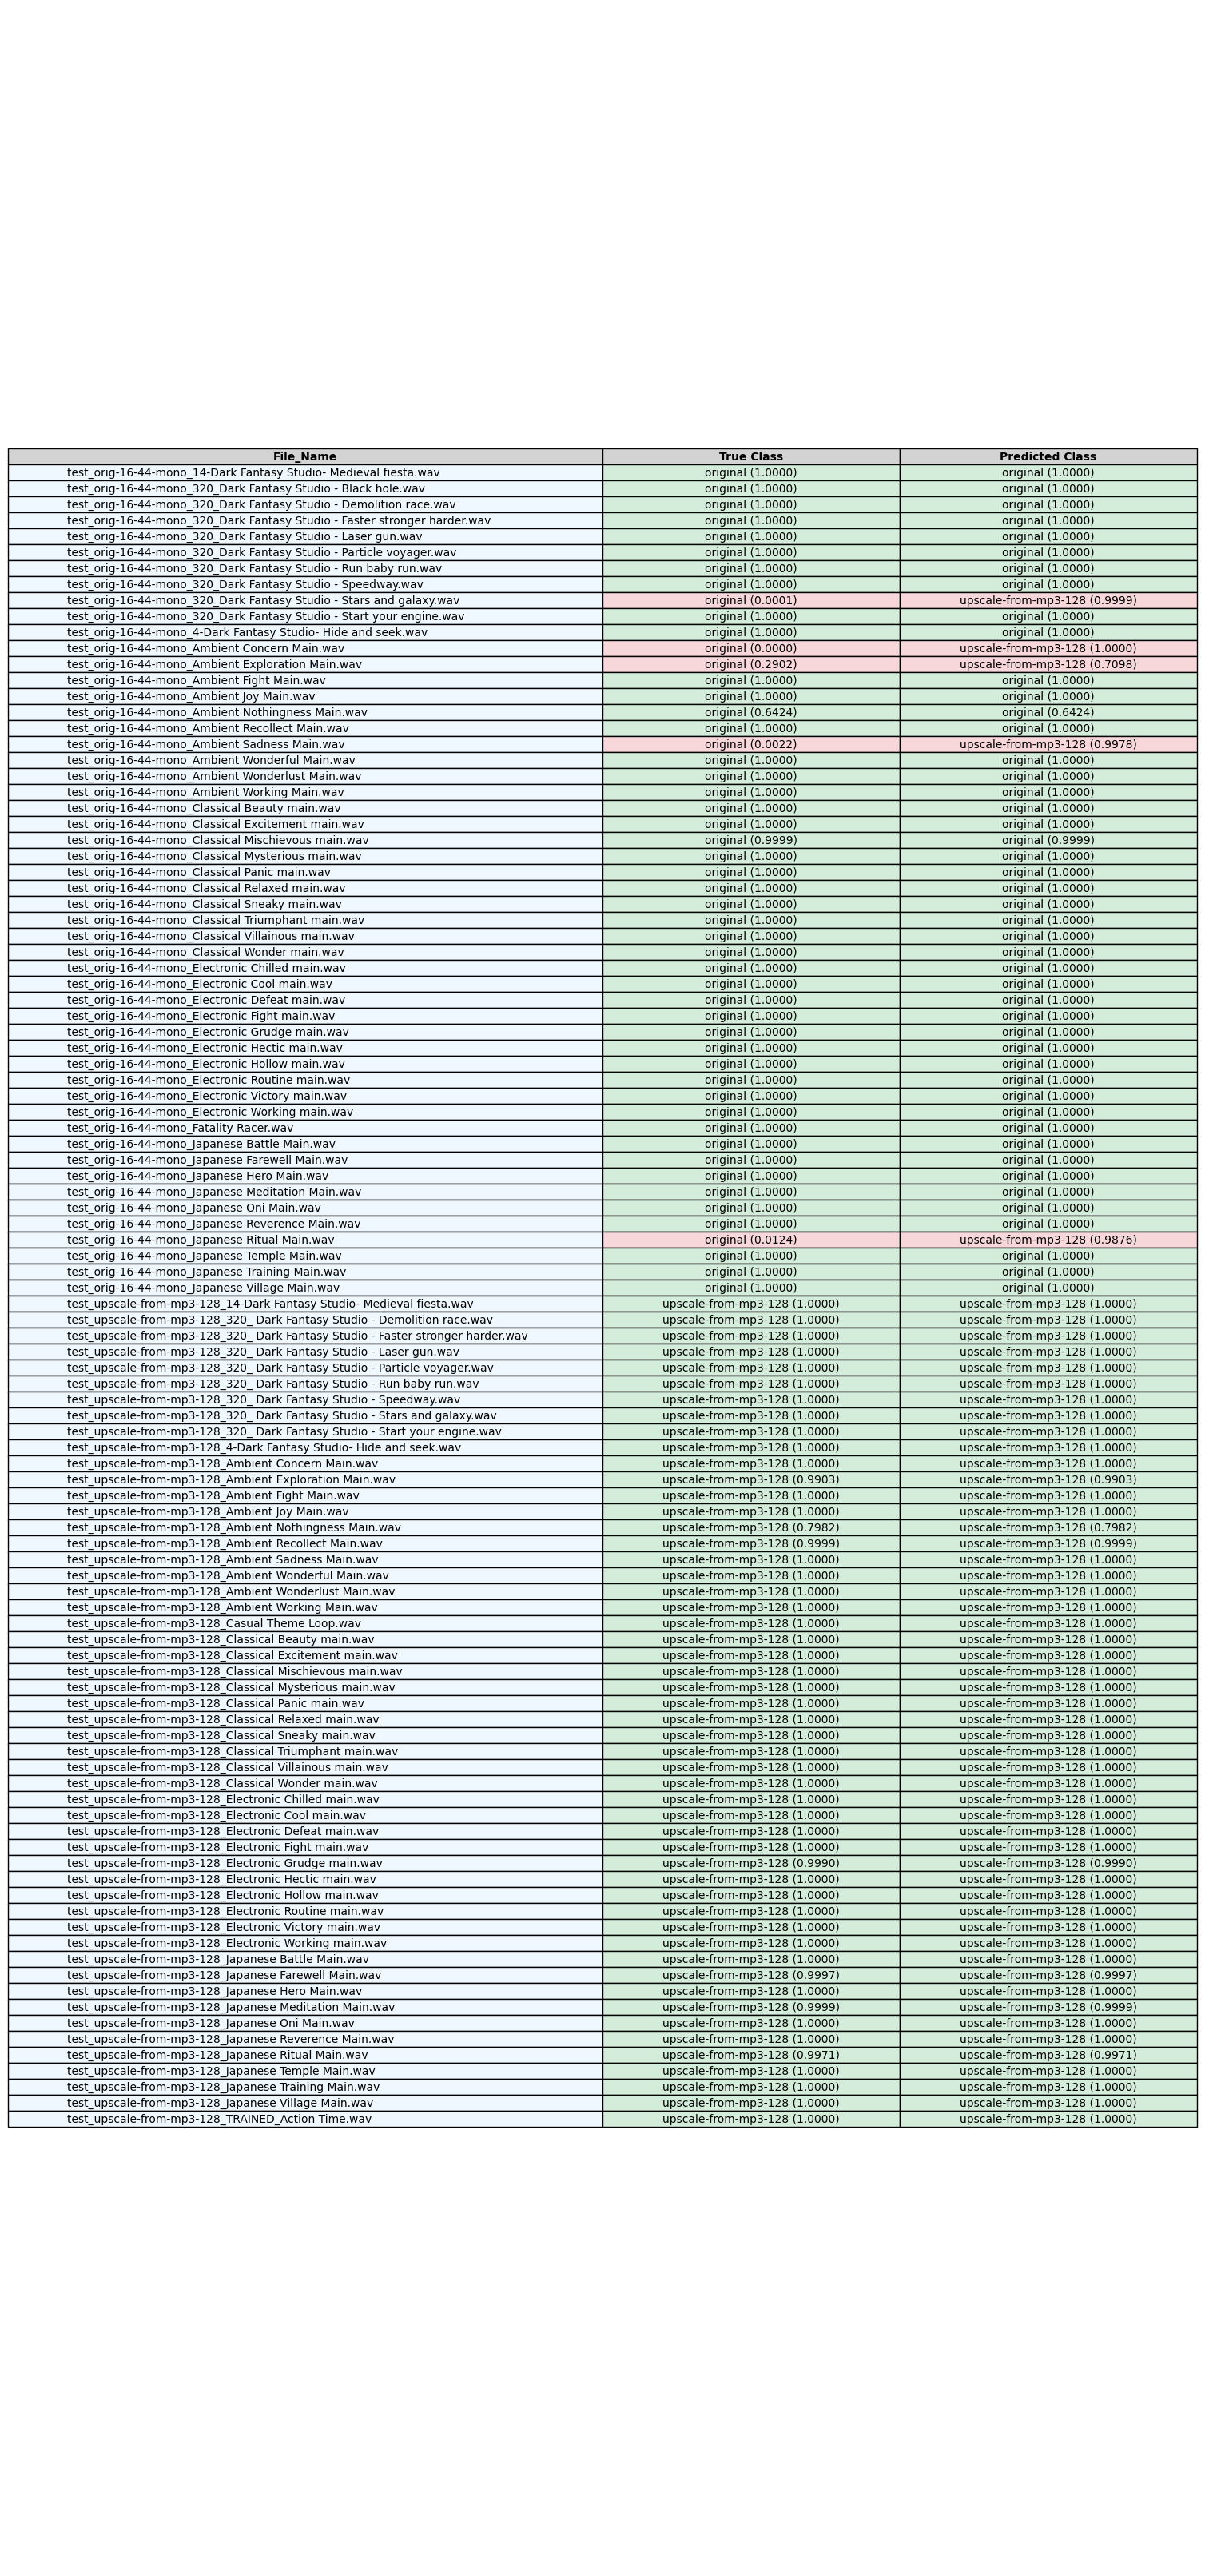 File_Name True Class Predicted Class
test_orig-16-44-mono_14-Dark Fantasy Studio- Medieval fiesta.wav original (1.0000) original (1.0000)
test_orig-16-44-mono_320_Dark Fantasy Studio - Black hole.wav original (1.0000) original (1.0000)
test_orig-16-44-mono_320_Dark Fantasy Studio - Demolition race.wav original (1.0000) original (1.0000)
test_orig-16-44-mono_320_Dark Fantasy Studio - Faster stronger harder.wav original (1.0000) original (1.0000)
test_orig-16-44-mono_320_Dark Fantasy Studio - Laser gun.wav original (1.0000) original (1.0000)
test_orig-16-44-mono_320_Dark Fantasy Studio - Particle voyager.wav original (1.0000) original (1.0000)
test_orig-16-44-mono_320_Dark Fantasy Studio - Run baby run.wav original (1.0000) original (1.0000)
test_orig-16-44-mono_320_Dark Fantasy Studio - Speedway.wav original (1.0000) original (1.0000)
test_orig-16-44-mono_320_Dark Fantasy Studio - Stars and galaxy.wav original (0.0001) upscale-from-mp3-128 (0.9999)
test_orig-16-44-mono_320_Dark Fantasy Studio - Start your engine.wav original (1.0000) original (1.0000)
test_orig-16-44-mono_4-Dark Fantasy Studio- Hide and seek.wav original (1.0000) original (1.0000)
test_orig-16-44-mono_Ambient Concern Main.wav original (0.0000) upscale-from-mp3-128 (1.0000)
test_orig-16-44-mono_Ambient Exploration Main.wav original (0.2902) upscale-from-mp3-128 (0.7098)
test_orig-16-44-mono_Ambient Fight Main.wav original (1.0000) original (1.0000)
test_orig-16-44-mono_Ambient Joy Main.wav original (1.0000) original (1.0000)
test_orig-16-44-mono_Ambient Nothingness Main.wav original (0.6424) original (0.6424)
test_orig-16-44-mono_Ambient Recollect Main.wav original (1.0000) original (1.0000)
test_orig-16-44-mono_Ambient Sadness Main.wav original (0.0022) upscale-from-mp3-128 (0.9978)
test_orig-16-44-mono_Ambient Wonderful Main.wav original (1.0000) original (1.0000)
test_orig-16-44-mono_Ambient Wonderlust Main.wav original (1.0000) original (1.0000)
test_orig-16-44-mono_Ambient Working Main.wav original (1.0000) original (1.0000)
test_orig-16-44-mono_Classical Beauty main.wav original (1.0000) original (1.0000)
test_orig-16-44-mono_Classical Excitement main.wav original (1.0000) original (1.0000)
test_orig-16-44-mono_Classical Mischievous main.wav original (0.9999) original (0.9999)
test_orig-16-44-mono_Classical Mysterious main.wav original (1.0000) original (1.0000)
test_orig-16-44-mono_Classical Panic main.wav original (1.0000) original (1.0000)
test_orig-16-44-mono_Classical Relaxed main.wav original (1.0000) original (1.0000)
test_orig-16-44-mono_Classical Sneaky main.wav original (1.0000) original (1.0000)
test_orig-16-44-mono_Classical Triumphant main.wav original (1.0000) original (1.0000)
test_orig-16-44-mono_Classical Villainous main.wav original (1.0000) original (1.0000)
test_orig-16-44-mono_Classical Wonder main.wav original (1.0000) original (1.0000)
test_orig-16-44-mono_Electronic Chilled main.wav original (1.0000) original (1.0000)
test_orig-16-44-mono_Electronic Cool main.wav original (1.0000) original (1.0000)
test_orig-16-44-mono_Electronic Defeat main.wav original (1.0000) original (1.0000)
test_orig-16-44-mono_Electronic Fight main.wav original (1.0000) original (1.0000)
test_orig-16-44-mono_Electronic Grudge main.wav original (1.0000) original (1.0000)
test_orig-16-44-mono_Electronic Hectic main.wav original (1.0000) original (1.0000)
test_orig-16-44-mono_Electronic Hollow main.wav original (1.0000) original (1.0000)
test_orig-16-44-mono_Electronic Routine main.wav original (1.0000) original (1.0000)
test_orig-16-44-mono_Electronic Victory main.wav original (1.0000) original (1.0000)
test_orig-16-44-mono_Electronic Working main.wav original (1.0000) original (1.0000)
test_orig-16-44-mono_Fatality Racer.wav original (1.0000) original (1.0000)
test_orig-16-44-mono_Japanese Battle Main.wav original (1.0000) original (1.0000)
test_orig-16-44-mono_Japanese Farewell Main.wav original (1.0000) original (1.0000)
test_orig-16-44-mono_Japanese Hero Main.wav original (1.0000) original (1.0000)
test_orig-16-44-mono_Japanese Meditation Main.wav original (1.0000) original (1.0000)
test_orig-16-44-mono_Japanese Oni Main.wav original (1.0000) original (1.0000)
test_orig-16-44-mono_Japanese Reverence Main.wav original (1.0000) original (1.0000)
test_orig-16-44-mono_Japanese Ritual Main.wav original (0.0124) upscale-from-mp3-128 (0.9876)
test_orig-16-44-mono_Japanese Temple Main.wav original (1.0000) original (1.0000)
test_orig-16-44-mono_Japanese Training Main.wav original (1.0000) original (1.0000)
test_orig-16-44-mono_Japanese Village Main.wav original (1.0000) original (1.0000)
test_upscale-from-mp3-128_14-Dark Fantasy Studio- Medieval fiesta.wav upscale-from-mp3-128 (1.0000) upscale-from-mp3-128 (1.0000)
test_upscale-from-mp3-128_320_ Dark Fantasy Studio - Demolition race.wav upscale-from-mp3-128 (1.0000) upscale-from-mp3-128 (1.0000)
test_upscale-from-mp3-128_320_ Dark Fantasy Studio - Faster stronger harder.wav upscale-from-mp3-128 (1.0000) upscale-from-mp3-128 (1.0000)
test_upscale-from-mp3-128_320_ Dark Fantasy Studio - Laser gun.wav upscale-from-mp3-128 (1.0000) upscale-from-mp3-128 (1.0000)
test_upscale-from-mp3-128_320_ Dark Fantasy Studio - Particle voyager.wav upscale-from-mp3-128 (1.0000) upscale-from-mp3-128 (1.0000)
test_upscale-from-mp3-128_320_ Dark Fantasy Studio - Run baby run.wav upscale-from-mp3-128 (1.0000) upscale-from-mp3-128 (1.0000)
test_upscale-from-mp3-128_320_ Dark Fantasy Studio - Speedway.wav upscale-from-mp3-128 (1.0000) upscale-from-mp3-128 (1.0000)
test_upscale-from-mp3-128_320_ Dark Fantasy Studio - Stars and galaxy.wav upscale-from-mp3-128 (1.0000) upscale-from-mp3-128 (1.0000)
test_upscale-from-mp3-128_320_ Dark Fantasy Studio - Start your engine.wav upscale-from-mp3-128 (1.0000) upscale-from-mp3-128 (1.0000)
test_upscale-from-mp3-128_4-Dark Fantasy Studio- Hide and seek.wav upscale-from-mp3-128 (1.0000) upscale-from-mp3-128 (1.0000)
test_upscale-from-mp3-128_Ambient Concern Main.wav upscale-from-mp3-128 (1.0000) upscale-from-mp3-128 (1.0000)
test_upscale-from-mp3-128_Ambient Exploration Main.wav upscale-from-mp3-128 (0.9903) upscale-from-mp3-128 (0.9903)
test_upscale-from-mp3-128_Ambient Fight Main.wav upscale-from-mp3-128 (1.0000) upscale-from-mp3-128 (1.0000)
test_upscale-from-mp3-128_Ambient Joy Main.wav upscale-from-mp3-128 (1.0000) upscale-from-mp3-128 (1.0000)
test_upscale-from-mp3-128_Ambient Nothingness Main.wav upscale-from-mp3-128 (0.7982) upscale-from-mp3-128 (0.7982)
test_upscale-from-mp3-128_Ambient Recollect Main.wav upscale-from-mp3-128 (0.9999) upscale-from-mp3-128 (0.9999)
test_upscale-from-mp3-128_Ambient Sadness Main.wav upscale-from-mp3-128 (1.0000) upscale-from-mp3-128 (1.0000)
test_upscale-from-mp3-128_Ambient Wonderful Main.wav upscale-from-mp3-128 (1.0000) upscale-from-mp3-128 (1.0000)
test_upscale-from-mp3-128_Ambient Wonderlust Main.wav upscale-from-mp3-128 (1.0000) upscale-from-mp3-128 (1.0000)
test_upscale-from-mp3-128_Ambient Working Main.wav upscale-from-mp3-128 (1.0000) upscale-from-mp3-128 (1.0000)
test_upscale-from-mp3-128_Casual Theme Loop.wav upscale-from-mp3-128 (1.0000) upscale-from-mp3-128 (1.0000)
test_upscale-from-mp3-128_Classical Beauty main.wav upscale-from-mp3-128 (1.0000) upscale-from-mp3-128 (1.0000)
test_upscale-from-mp3-128_Classical Excitement main.wav upscale-from-mp3-128 (1.0000) upscale-from-mp3-128 (1.0000)
test_upscale-from-mp3-128_Classical Mischievous main.wav upscale-from-mp3-128 (1.0000) upscale-from-mp3-128 (1.0000)
test_upscale-from-mp3-128_Classical Mysterious main.wav upscale-from-mp3-128 (1.0000) upscale-from-mp3-128 (1.0000)
test_upscale-from-mp3-128_Classical Panic main.wav upscale-from-mp3-128 (1.0000) upscale-from-mp3-128 (1.0000)
test_upscale-from-mp3-128_Classical Relaxed main.wav upscale-from-mp3-128 (1.0000) upscale-from-mp3-128 (1.0000)
test_upscale-from-mp3-128_Classical Sneaky main.wav upscale-from-mp3-128 (1.0000) upscale-from-mp3-128 (1.0000)
test_upscale-from-mp3-128_Classical Triumphant main.wav upscale-from-mp3-128 (1.0000) upscale-from-mp3-128 (1.0000)
test_upscale-from-mp3-128_Classical Villainous main.wav upscale-from-mp3-128 (1.0000) upscale-from-mp3-128 (1.0000)
test_upscale-from-mp3-128_Classical Wonder main.wav upscale-from-mp3-128 (1.0000) upscale-from-mp3-128 (1.0000)
test_upscale-from-mp3-128_Electronic Chilled main.wav upscale-from-mp3-128 (1.0000) upscale-from-mp3-128 (1.0000)
test_upscale-from-mp3-128_Electronic Cool main.wav upscale-from-mp3-128 (1.0000) upscale-from-mp3-128 (1.0000)
test_upscale-from-mp3-128_Electronic Defeat main.wav upscale-from-mp3-128 (1.0000) upscale-from-mp3-128 (1.0000)
test_upscale-from-mp3-128_Electronic Fight main.wav upscale-from-mp3-128 (1.0000) upscale-from-mp3-128 (1.0000)
test_upscale-from-mp3-128_Electronic Grudge main.wav upscale-from-mp3-128 (0.9990) upscale-from-mp3-128 (0.9990)
test_upscale-from-mp3-128_Electronic Hectic main.wav upscale-from-mp3-128 (1.0000) upscale-from-mp3-128 (1.0000)
test_upscale-from-mp3-128_Electronic Hollow main.wav upscale-from-mp3-128 (1.0000) upscale-from-mp3-128 (1.0000)
test_upscale-from-mp3-128_Electronic Routine main.wav upscale-from-mp3-128 (1.0000) upscale-from-mp3-128 (1.0000)
test_upscale-from-mp3-128_Electronic Victory main.wav upscale-from-mp3-128 (1.0000) upscale-from-mp3-128 (1.0000)
test_upscale-from-mp3-128_Electronic Working main.wav upscale-from-mp3-128 (1.0000) upscale-from-mp3-128 (1.0000)
test_upscale-from-mp3-128_Japanese Battle Main.wav upscale-from-mp3-128 (1.0000) upscale-from-mp3-128 (1.0000)
test_upscale-from-mp3-128_Japanese Farewell Main.wav upscale-from-mp3-128 (0.9997) upscale-from-mp3-128 (0.9997)
test_upscale-from-mp3-128_Japanese Hero Main.wav upscale-from-mp3-128 (1.0000) upscale-from-mp3-128 (1.0000)
test_upscale-from-mp3-128_Japanese Meditation Main.wav upscale-from-mp3-128 (0.9999) upscale-from-mp3-128 (0.9999)
test_upscale-from-mp3-128_Japanese Oni Main.wav upscale-from-mp3-128 (1.0000) upscale-from-mp3-128 (1.0000)
test_upscale-from-mp3-128_Japanese Reverence Main.wav upscale-from-mp3-128 (1.0000) upscale-from-mp3-128 (1.0000)
test_upscale-from-mp3-128_Japanese Ritual Main.wav upscale-from-mp3-128 (0.9971) upscale-from-mp3-128 (0.9971)
test_upscale-from-mp3-128_Japanese Temple Main.wav upscale-from-mp3-128 (1.0000) upscale-from-mp3-128 (1.0000)
test_upscale-from-mp3-128_Japanese Training Main.wav upscale-from-mp3-128 (1.0000) upscale-from-mp3-128 (1.0000)
test_upscale-from-mp3-128_Japanese Village Main.wav upscale-from-mp3-128 (1.0000) upscale-from-mp3-128 (1.0000)
test_upscale-from-mp3-128_TRAINED_Action Time.wav upscale-from-mp3-128 (1.0000) upscale-from-mp3-128 (1.0000)